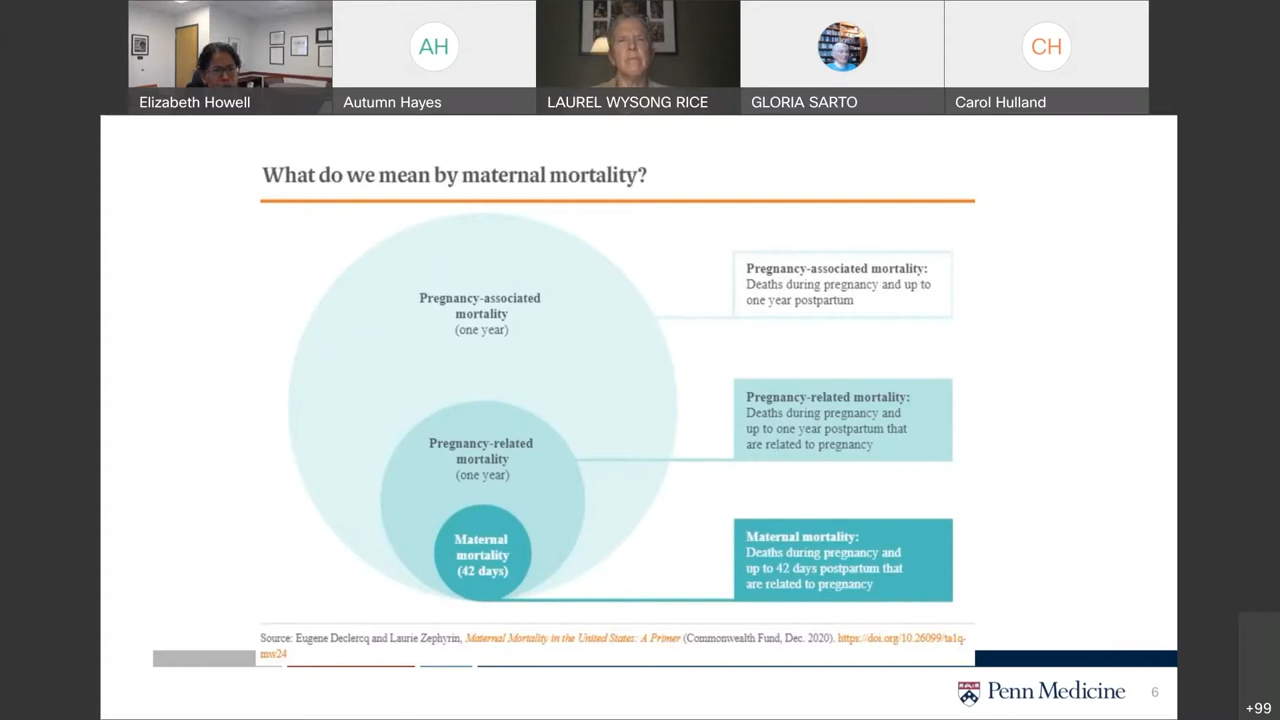 AH
CH
Elizabeth Howell
Autumn Hayes
LAUREL WYSONG RICE
GLORIA SARTO
Carol Hulland
What do we mean by maternal mortality?
Pregnancy-associated
mortality
(one year)
Pregnancy-associated mortality:
Deaths during pregnancy and up to
one year postpartum
Pregnancy-related
mortality
(one year)
Pregnancy-related mortality:
Deaths during pregnancy and
up to one year postpartum that
are related to pregnancy
Maternal
mortality
(42 days)
Maternal mortality:
Deaths during pregnancy and
up to 42 days postpartum that
are related to pregnancy
Source: Eugene Declercq and Laurie Zephyrin, Maternal Mortality in the United States: A Primer (Commonwealth Fund, Dec. 2020). https://doi.org/10.26099/ta1q-
mw24
Penn Medicine
6
+99